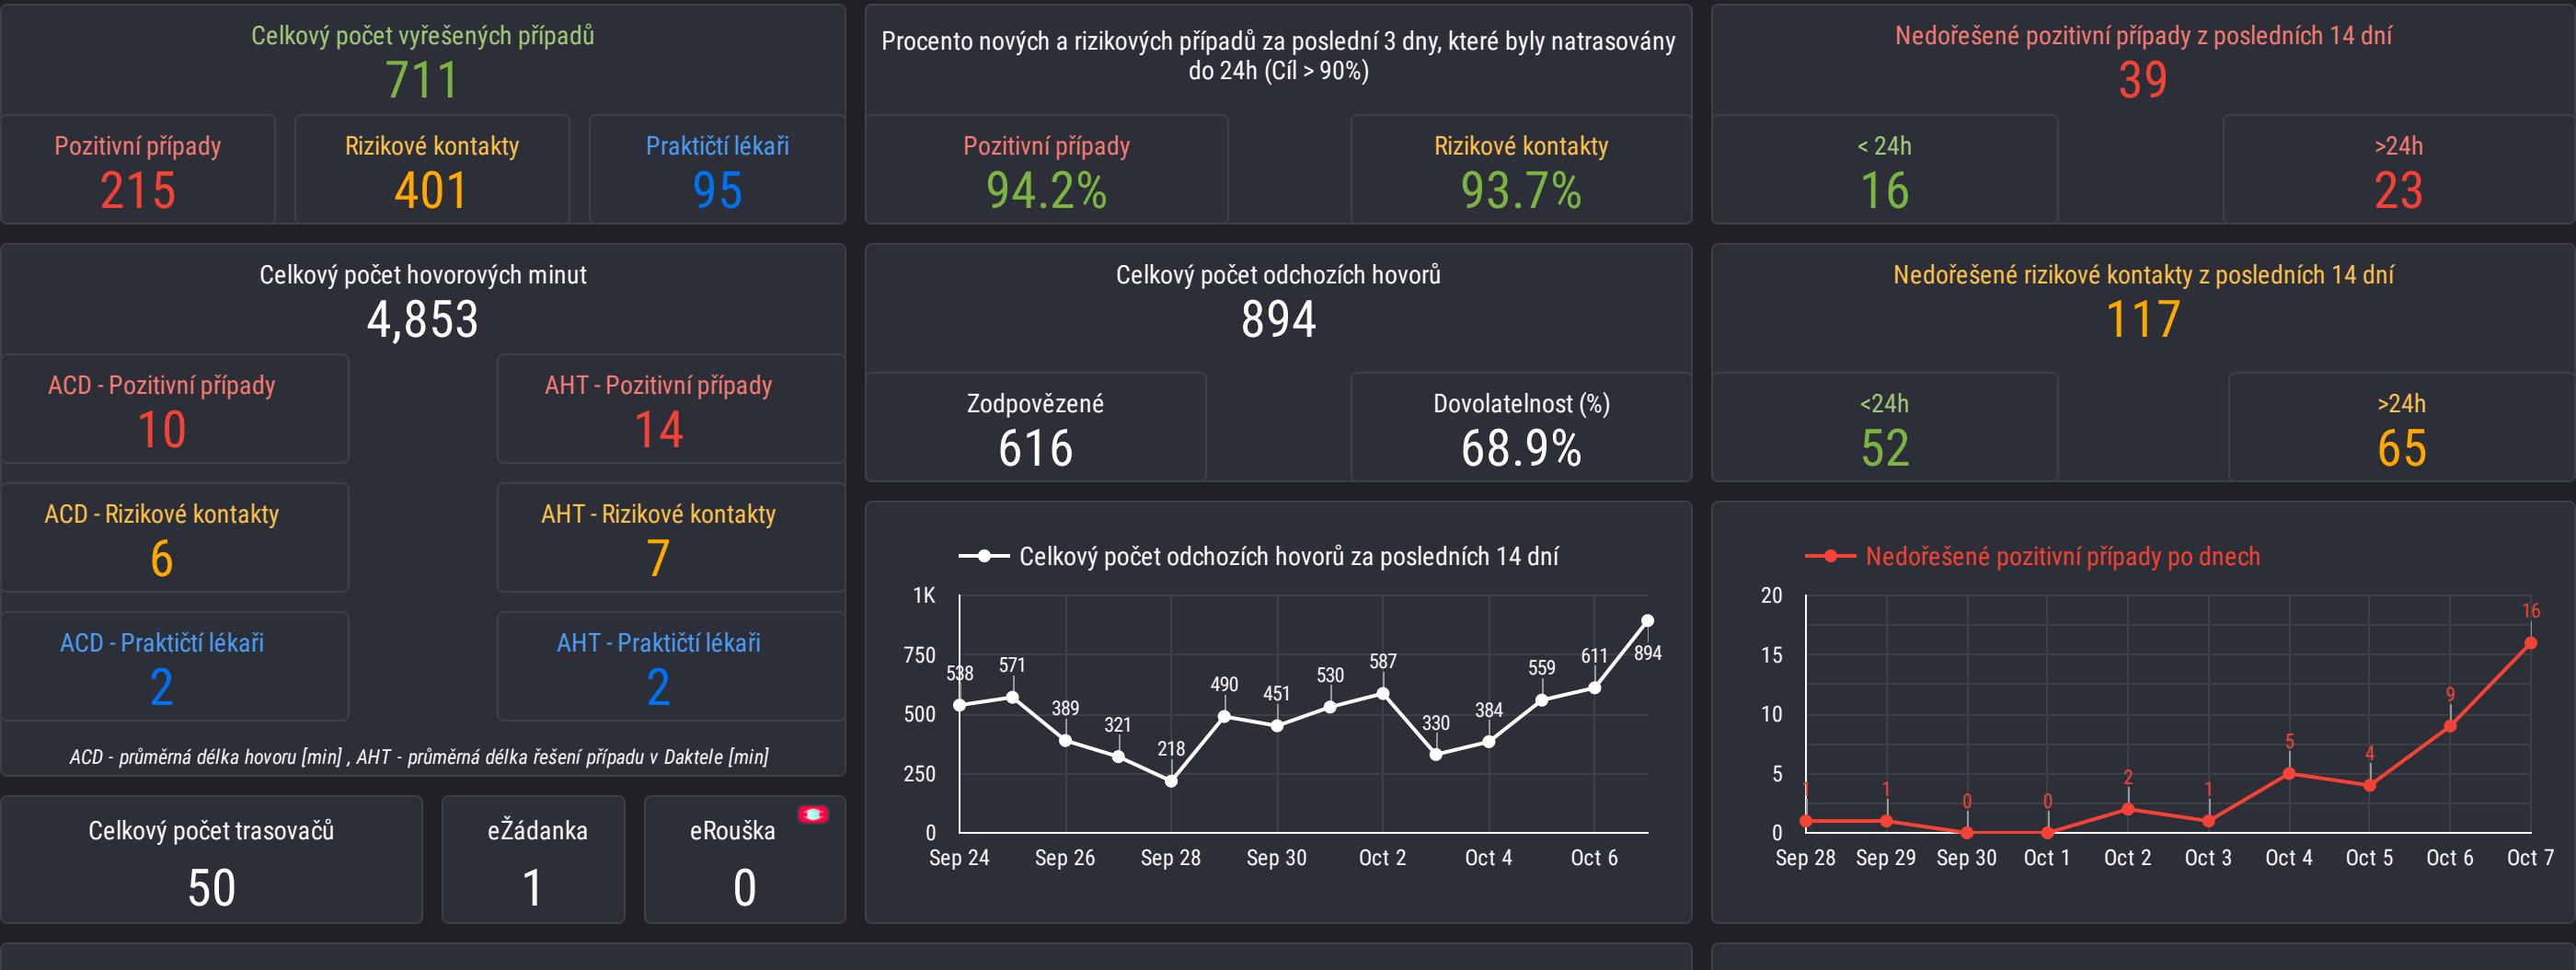 Celkový počet vyřešených případů
711
Pozitivní případy
215
Rizikové kontakty
401
Praktičtí lékaři
95
Procento nových a rizikových případů za poslední 3 dny, které byly natrasovány
do 24h (Cíl > 90%)
Pozitivní případy
94.2%
Rizikové kontakty
93.7%
Nedořešené pozitivní případy z posledních 14 dní
39
< 24h
16
>24h
23
Celkový počet hovorových minut
4,853
ACD - Pozitivní případy
10
AHT - Pozitivní případy
14
ACD - Rizikové kontakty
6
AHT - Rizikové kontakty
7
ACD - Praktičtí lékaři
2
AHT - Praktičtí lékaři
2
ACD - průměrná délka hovoru [min] , AHT - průměrná délka řešení případu v Daktele [min]
Celkový počet odchozích hovorů
894
Zodpovězené
616
Dovolatelnost (%)
68.9%
Nedořešené rizikové kontakty z posledních 14 dní
117
<24h
52
>24h
65
Celkový počet trasovačů
50
eŽádanka
1
eRouška
0
Celkový počet odchozích hovorů za posledních 14 dní
1K
750
500
250
0
538
571
389
321
218
490
451
530
587
330
384
559
611
894
Sep 24
Sep 26
Sep 28
Sep 30
Oct 2
Oct 4
Oct 6
Nedořešené pozitivní případy po dnech
20
15
10
5
0
1
1
0
0
2
1
5
4
9
16
Sep 28
Sep 29
Sep 30
Oct 1
Oct 2
Oct 3
Oct 4
Oct 5
Oct 6
Oct 7